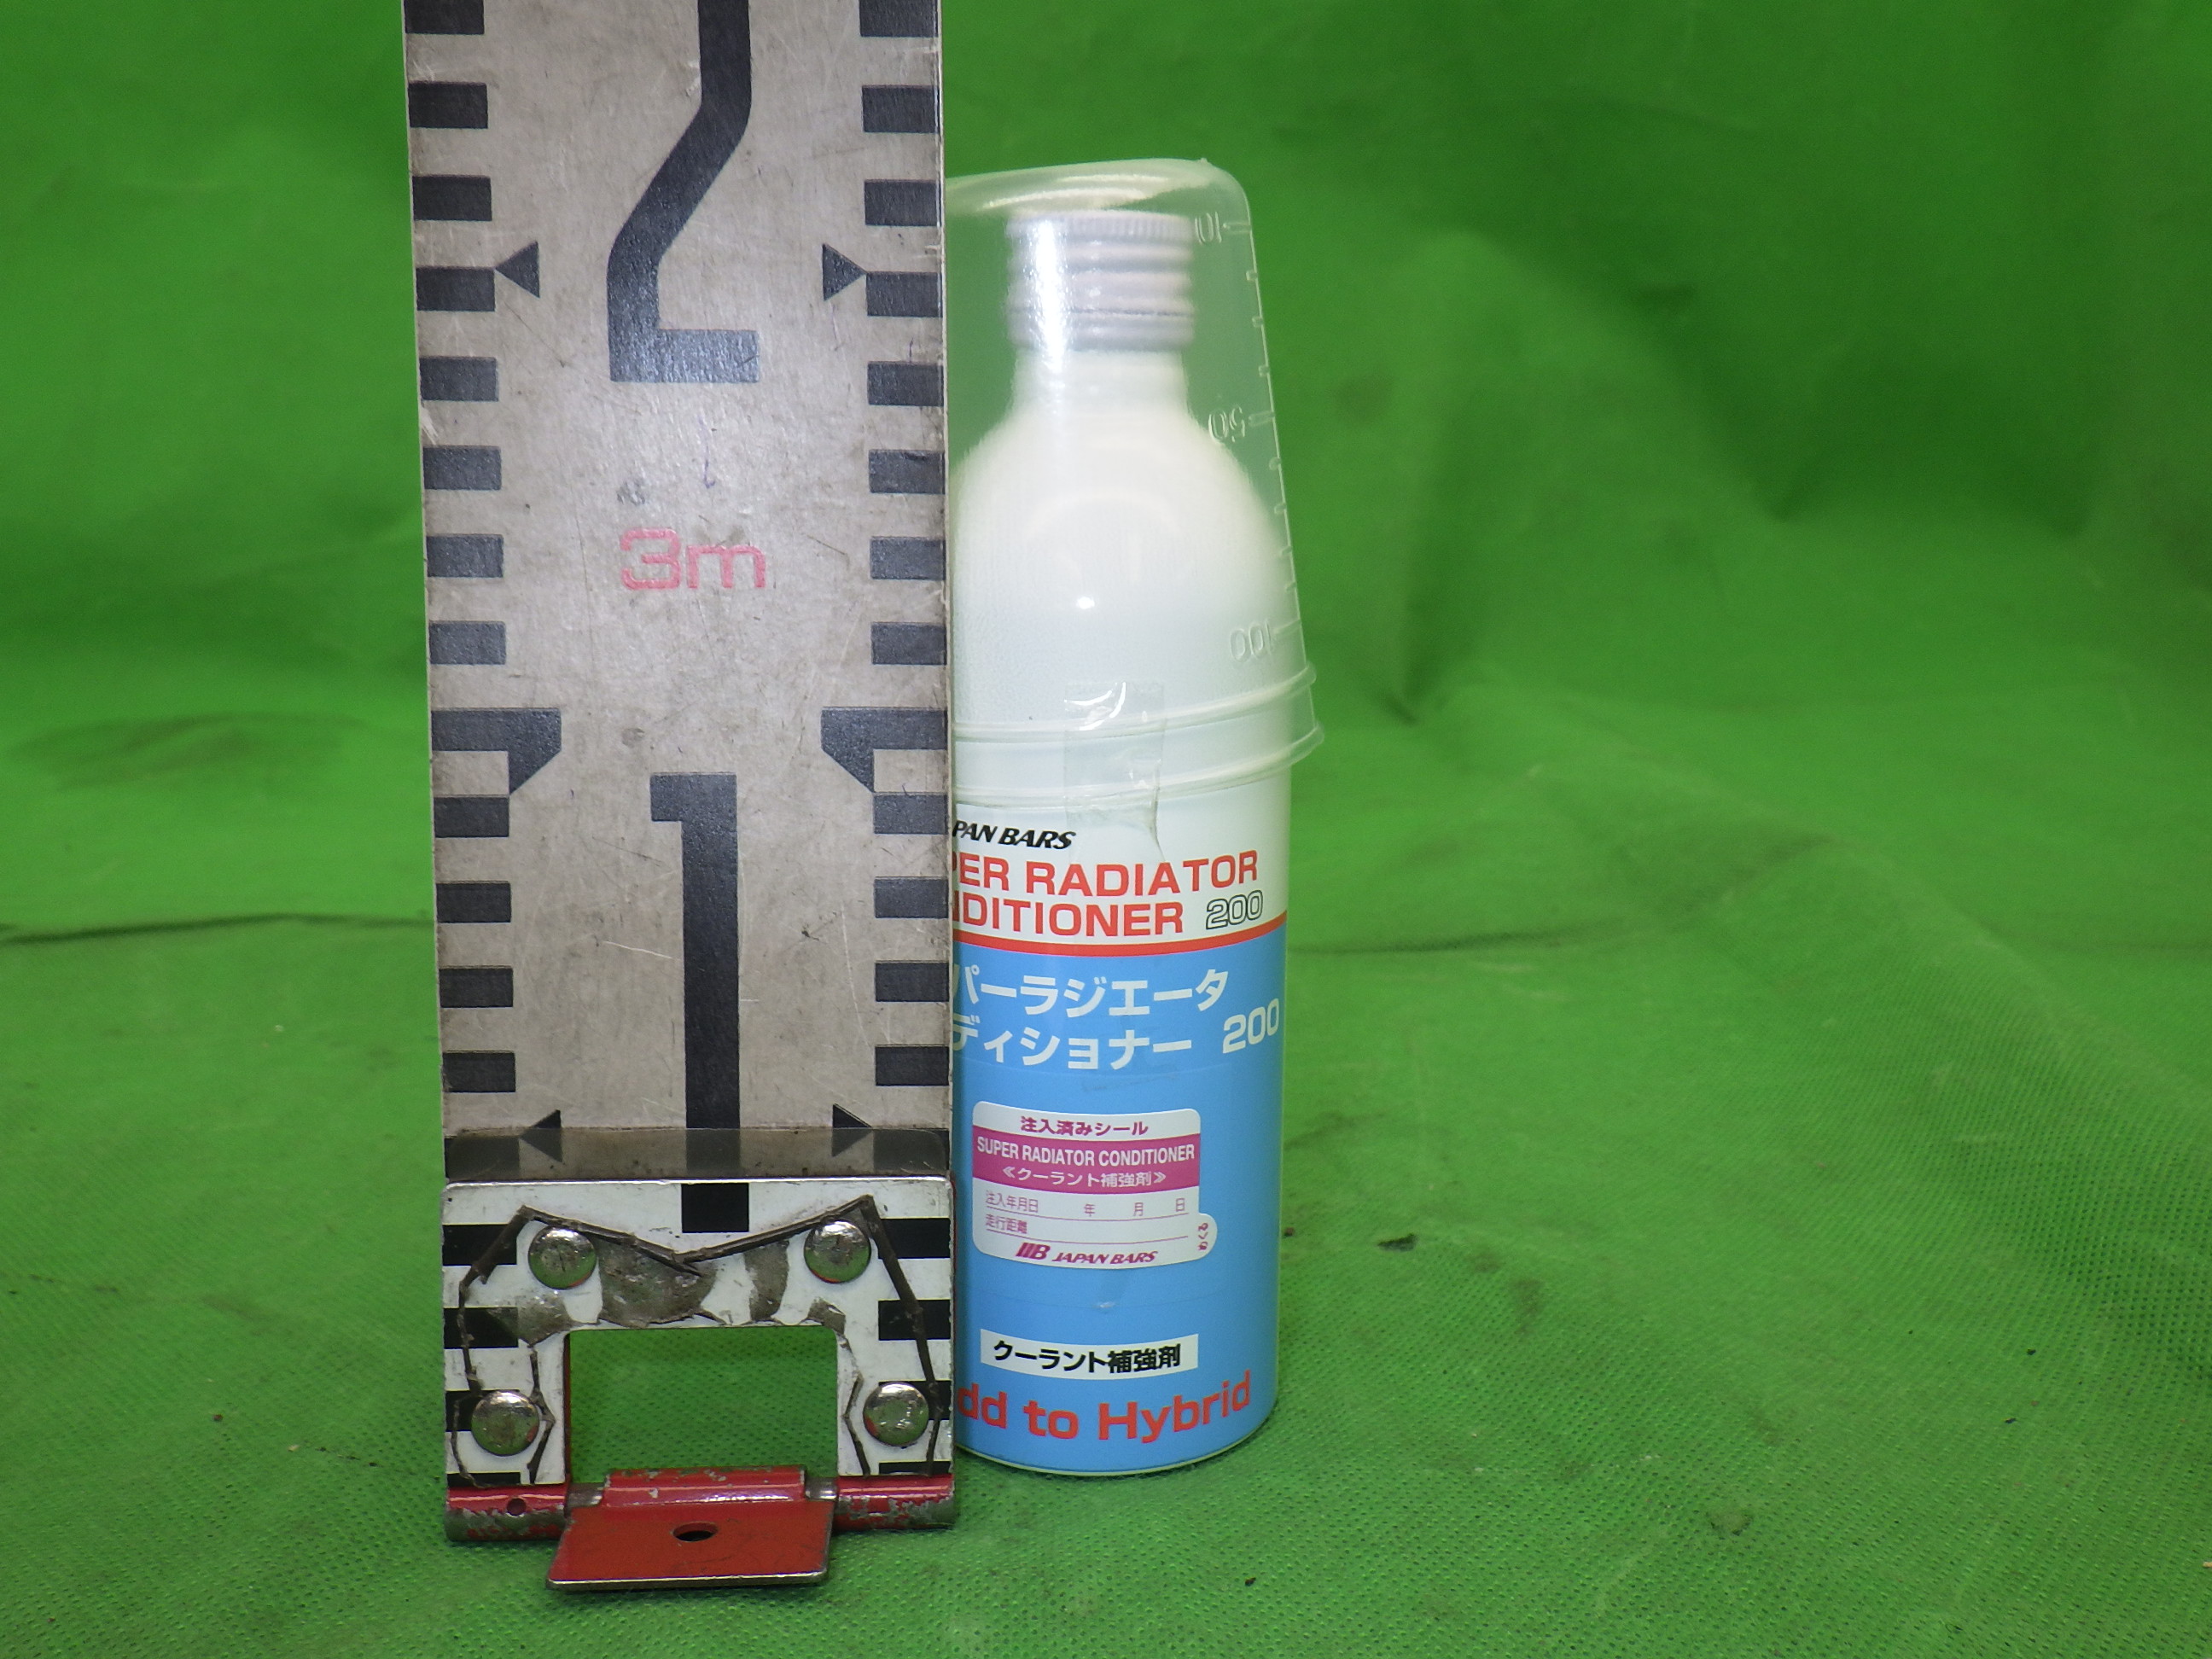 2
3m
1
10
50
100
PAN BARS
PER RADIATOR
NDITIONER 200
パーラジエータ
ディショナー 200
注入済みシール
SUPER RADIATOR CONDITIONER
≪クーラント補強剤≫
注入年月日 年 月 日
走行距離
JAPAN BARS
クーラント補強剤
dd to Hybrid